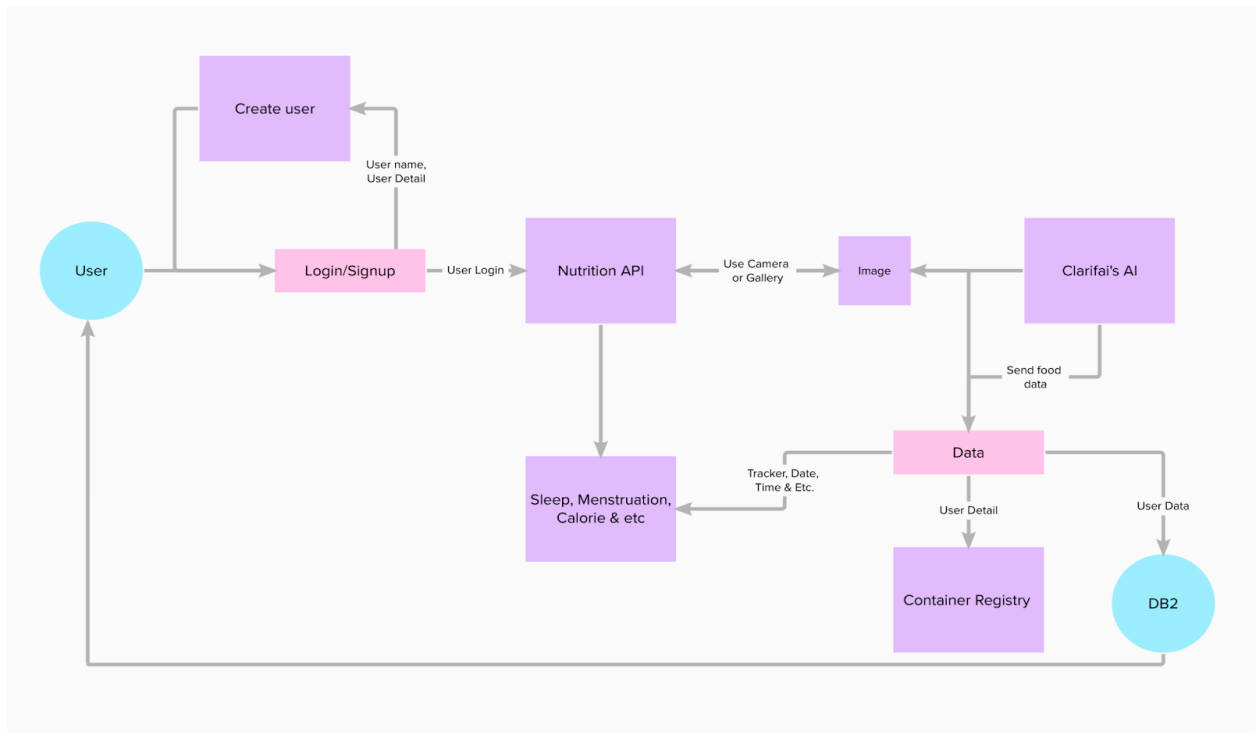 Create user
User name,
User Detail
User
Login/Signup
User Login
Nutrition API
Use Camera
or Gallery
Image
Clarifai's AI
Send food
data
Data
Tracker, Date,
Time & Etc.
Sleep, Menstruation,
Calorie & etc
User Detail
User Data
Container Registry
DB2